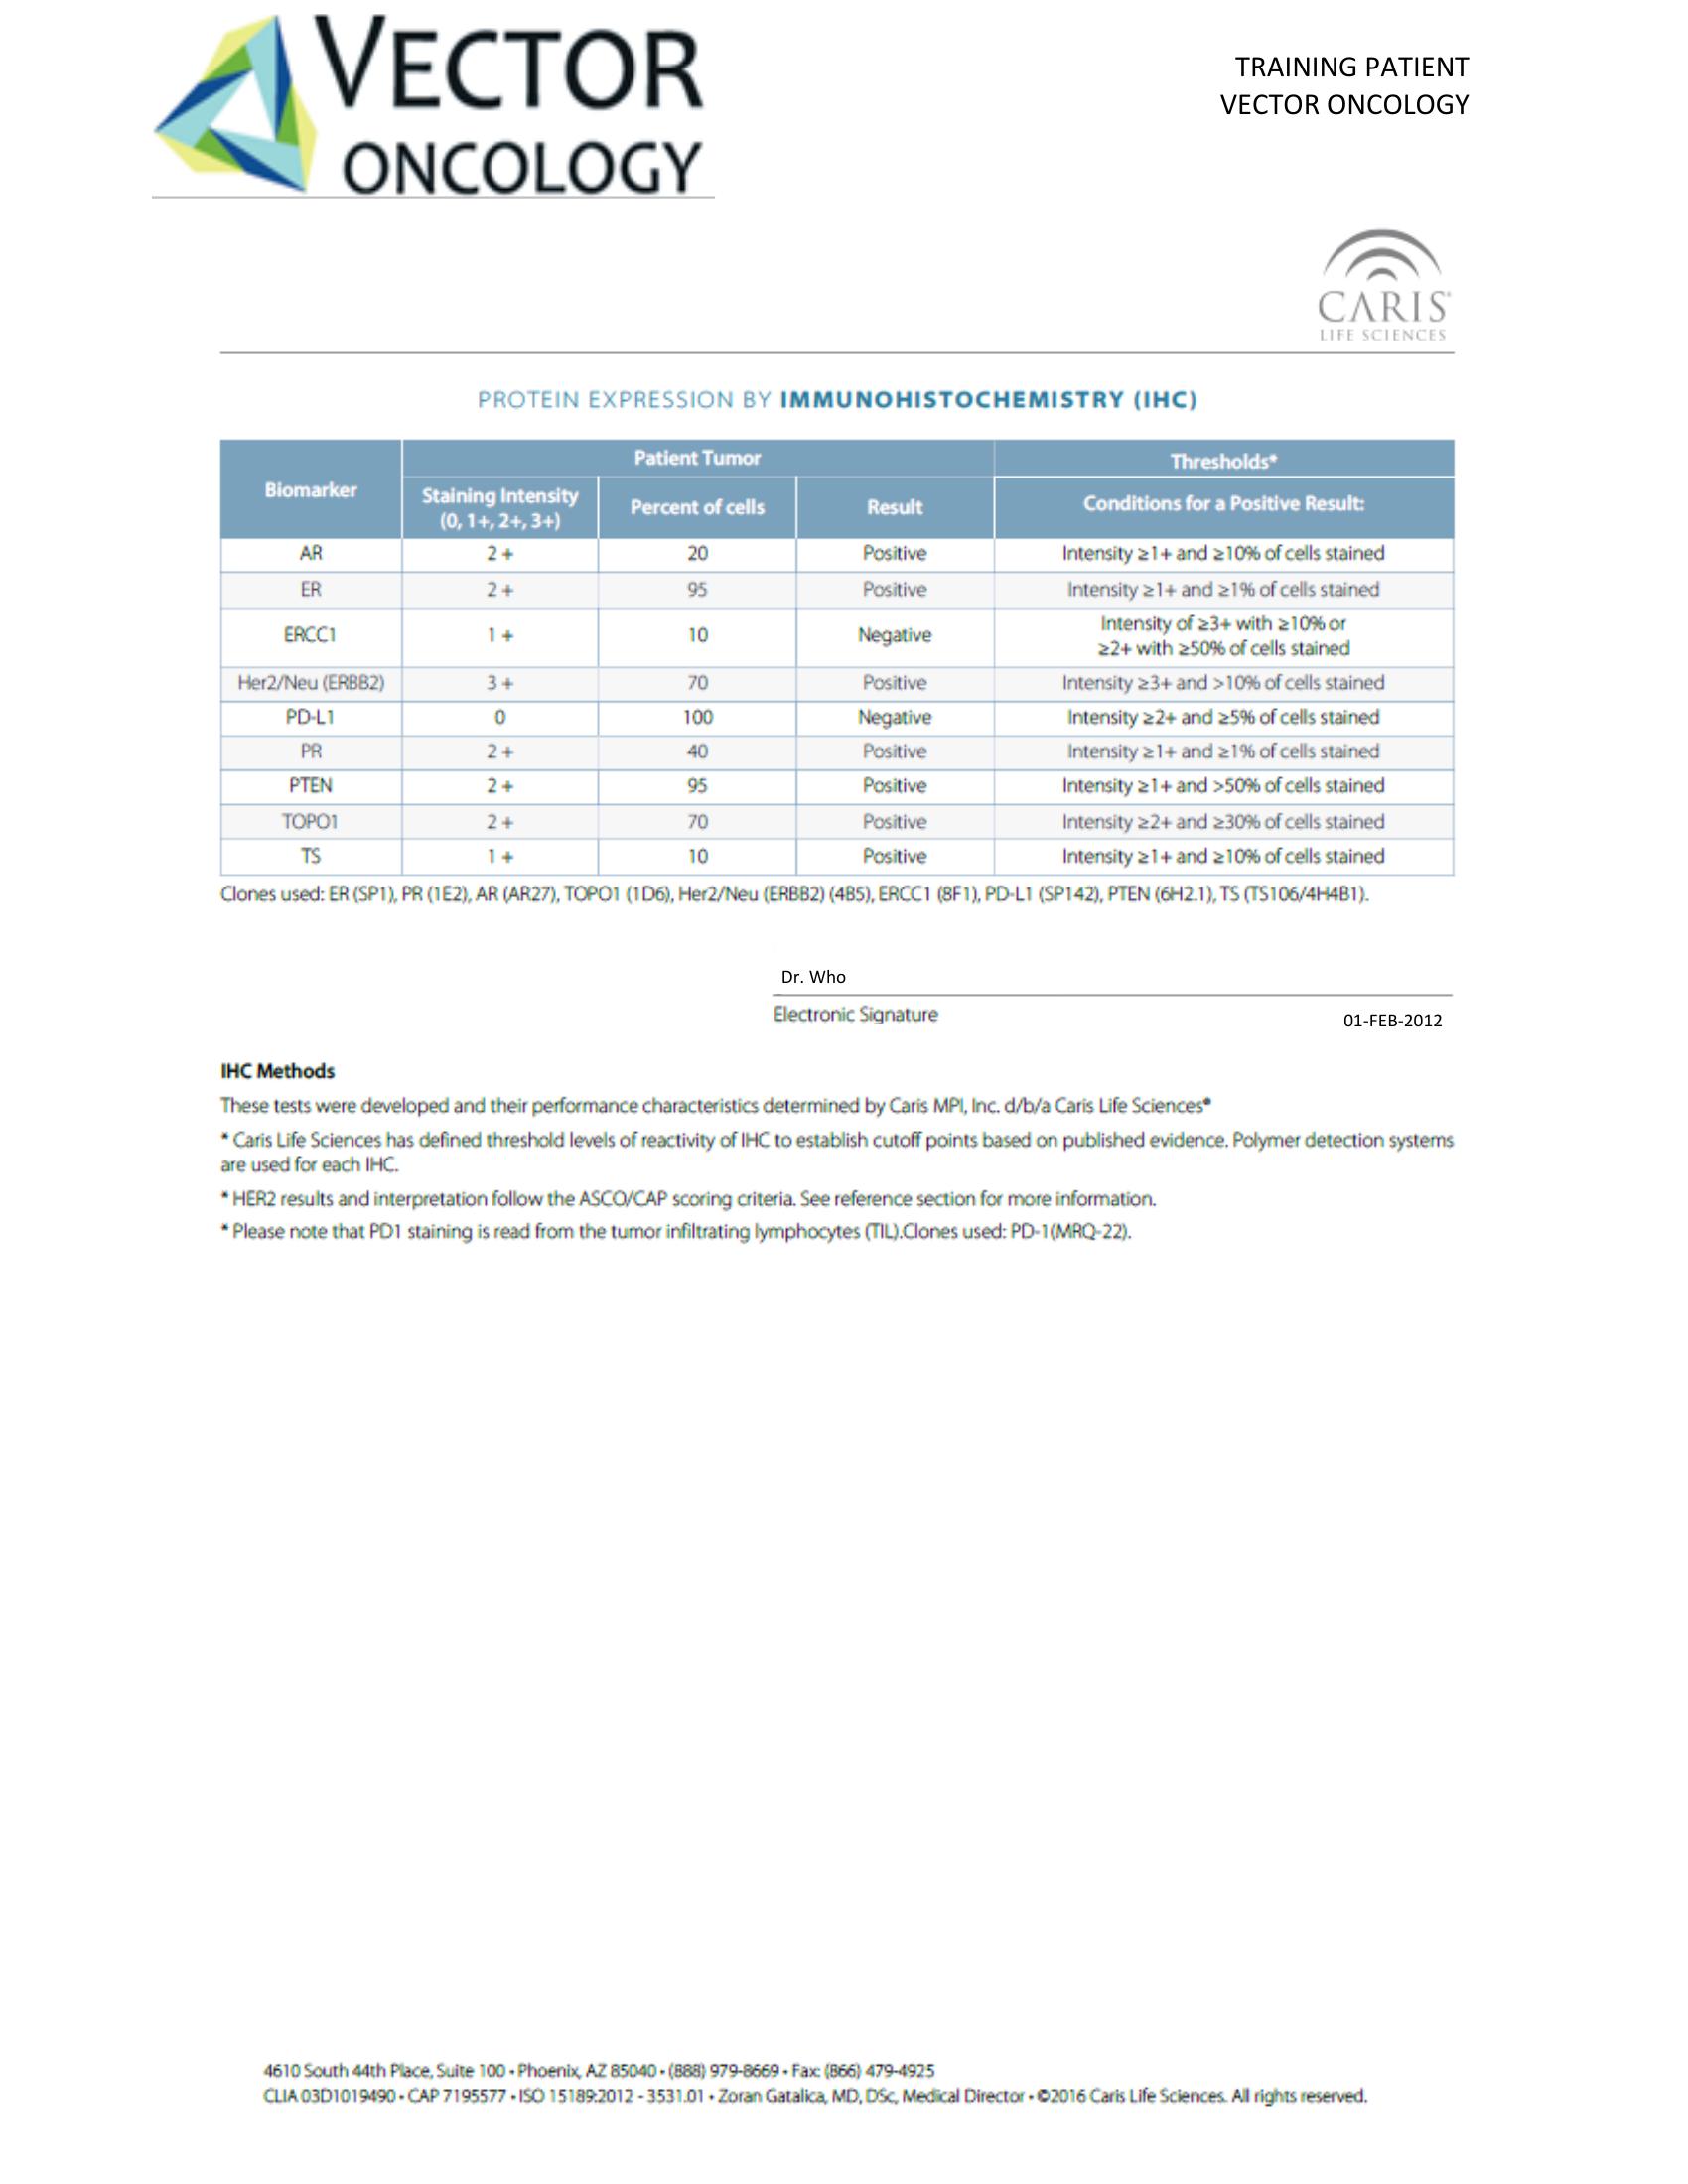 VECTOR
ONCOLOGY
TRAINING PATIENT
VECTOR ONCOLOGY
CARIS
LIFE SCIENCES
PROTEIN EXPRESSION BY IMMUNOHISTOCHEMISTRY (IHC)
Biomarker Patient Tumor Thresholds*
Staining Intensity (0, 1+, 2+, 3+) Percent of cells Result Conditions for a Positive Result:
AR 2 + 20 Positive Intensity ≥1+ and ≥10% of cells stained
ER 2 + 95 Positive Intensity ≥1+ and ≥1% of cells stained
ERCC1 1 + 10 Negative Intensity of ≥3+ with ≥10% or
≥2+ with ≥50% of cells stained
Her2/Neu (ERBB2) 3 + 70 Positive Intensity ≥3+ and >10% of cells stained
PD-L1 0 100 Negative Intensity ≥2+ and ≥5% of cells stained
PR 2 + 40 Positive Intensity ≥1+ and ≥1% of cells stained
PTEN 2 + 95 Positive Intensity ≥1+ and >50% of cells stained
TOPO1 2 + 70 Positive Intensity ≥2+ and ≥30% of cells stained
TS 1 + 10 Positive Intensity ≥1+ and ≥10% of cells stained
Clones used: ER (SP1), PR (1E2), AR (AR27), TOPO1 (1D6), Her2/Neu (ERBB2) (4B5), ERCC1 (8F1), PD-L1 (SP142), PTEN (6H2.1), TS (TS106/4H4B1).
Dr. Who
Electronic Signature
01-FEB-2012
IHC Methods
These tests were developed and their performance characteristics determined by Caris MPI, Inc. d/b/a Caris Life Sciences®
* Caris Life Sciences has defined threshold levels of reactivity of IHC to establish cutoff points based on published evidence. Polymer detection systems
are used for each IHC.
* HER2 results and interpretation follow the ASCO/CAP scoring criteria. See reference section for more information.
* Please note that PD1 staining is read from the tumor infiltrating lymphocytes (TIL).Clones used: PD-1(MRQ-22).
4610 South 44th Place, Suite 100 • Phoenix, AZ 85040 • (888) 979-8669 • Fax: (866) 479-4925
CLIA 03D1019490 • CAP 7195577 • ISO 15189:2012 - 3531.01 • Zoran Gatalica, MD, DSc, Medical Director • ©2016 Caris Life Sciences. All rights reserved.